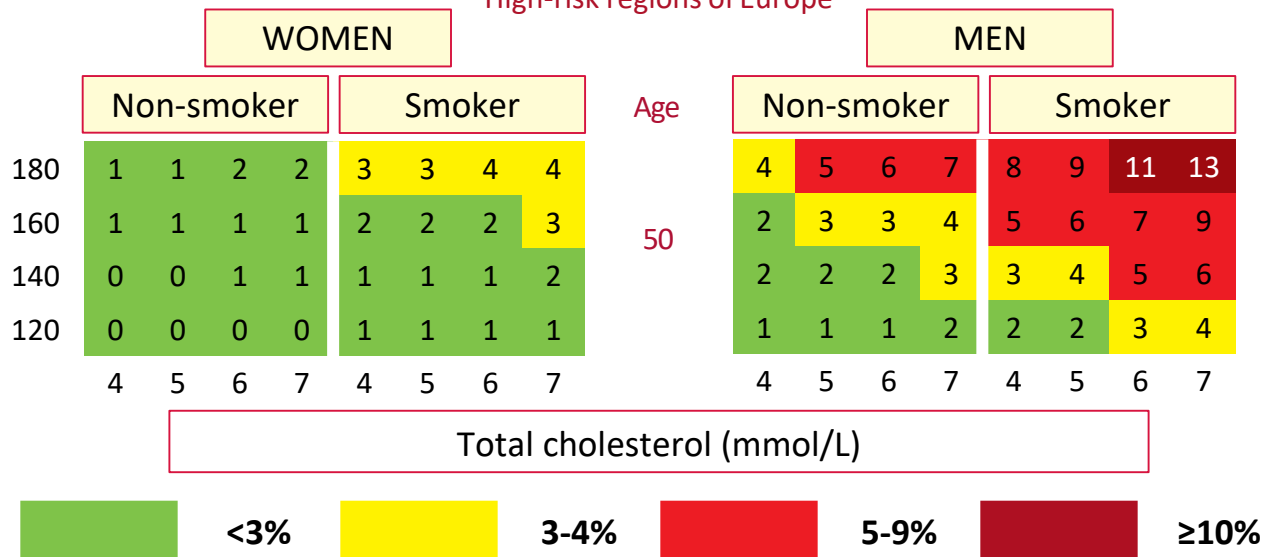 High-risk regions of Europe
WOMEN MEN
Non-smoker Smoker Age Non-smoker Smoker
180 1 1 2 2 3 3 4 4 4 5 6 7 8 9 11 13
160 1 1 1 1 2 2 2 3 50 2 3 3 4 5 6 7 9
140 0 0 1 1 1 1 1 2 2 2 2 3 3 4 5 6
120 0 0 0 0 1 1 1 1 1 1 1 2 2 2 3 4
4 5 6 7 4 5 6 7 4 5 6 7 4 5 6 7
Total cholesterol (mmol/L)
<3% 3-4% 5-9% ≥10%